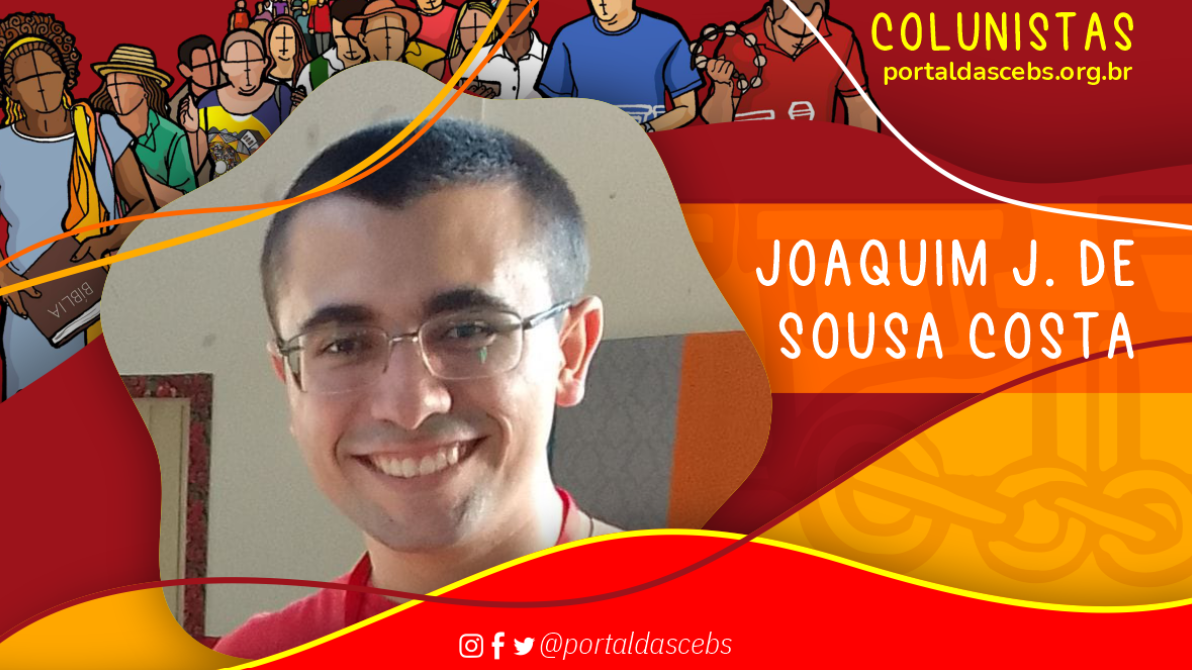 COLUNISTAS
portaldascebs.org.br
JOAQUIM J. DE
SOUSA COSTA
BÍBLIA
@portaldascebs